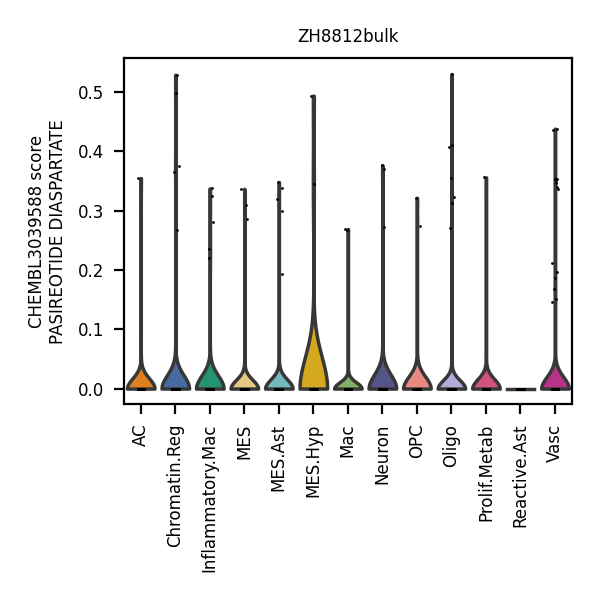 ZH8812bulk
CHEMBL3039588 score
PASIREOTIDE DIASPARTATE
0.5
0.4
0.3
0.2
0.1
0.0
AC
Chromatin.Reg
Inflammatory.Mac
MES
MES.Ast
MES.Hyp
Mac
Neuron
OPC
Oligo
Prolif.Metab
Reactive.Ast
Vasc